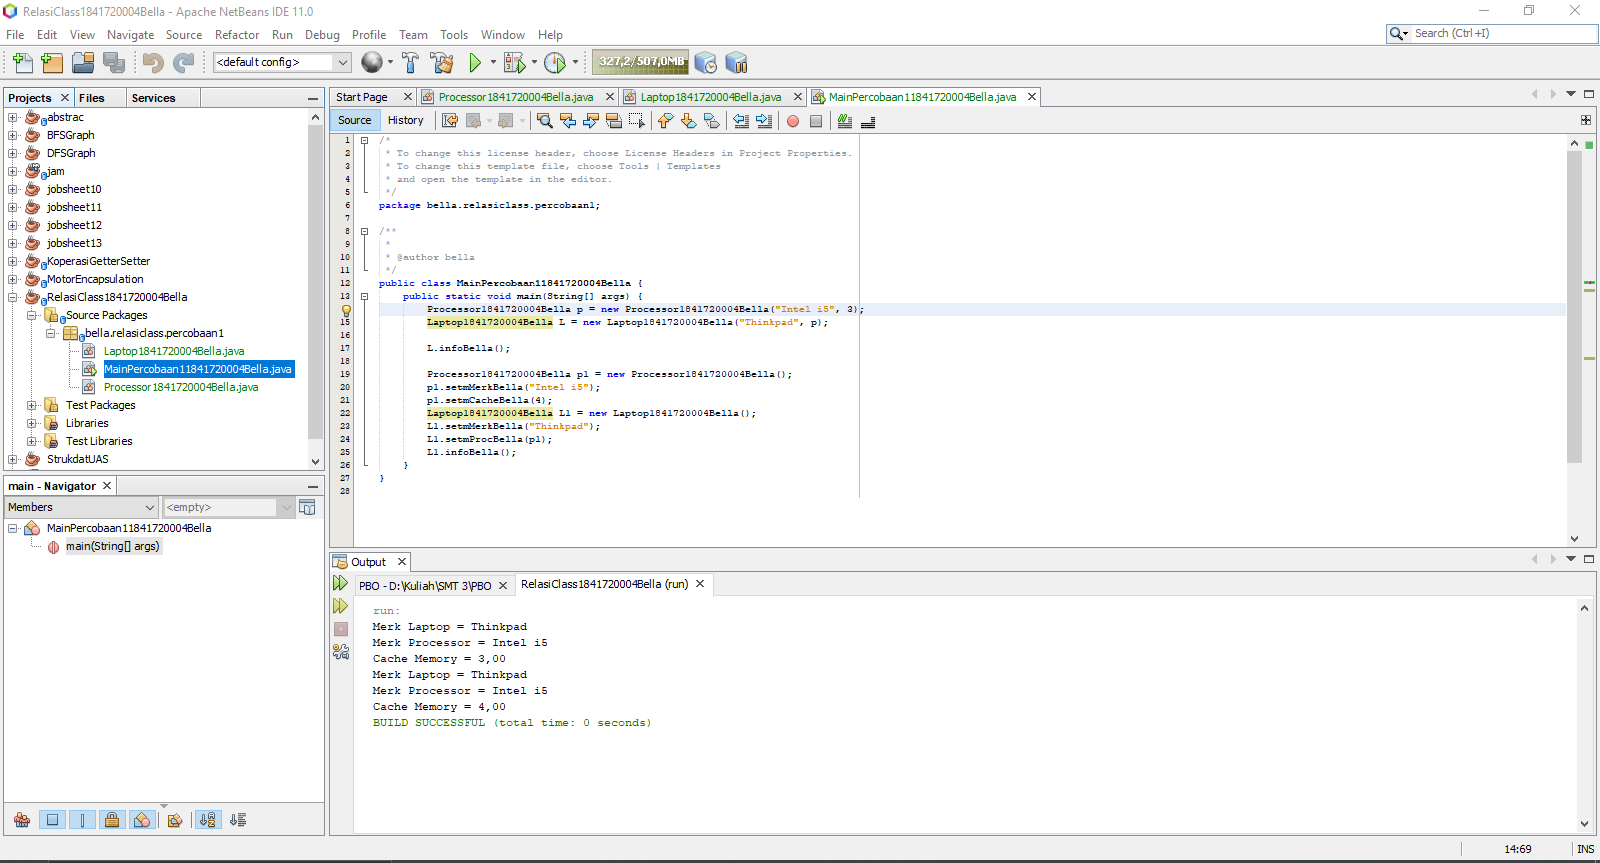 RelasiClass1841720004Bella - Apache NetBeans IDE 11.0
File Edit View Navigate Source Refactor Run Debug Profile Team Tools Window Help
Search (Ctrl+I)
<default config>
327,2/507,0MB
Projects Files Services
abstrac
BFSGraph
DFSGraph
jam
jobsheet10
jobsheet11
jobsheet12
jobsheet13
KoperasiGetterSetter
MotorEncapsulation
RelasiClass1841720004Bella
Source Packages
bella.relasiclass.percobaan1
Laptop1841720004Bella.java
MainPercobaan11841720004Bella.java
Processor1841720004Bella.java
Test Packages
Libraries
Test Libraries
StrukdatUAS
main - Navigator
Members
<empty>
MainPercobaan11841720004Bella
main(String[] args)
Start Page Processor1841720004Bella.java Laptop1841720004Bella.java MainPercobaan11841720004Bella.java
Source History
1 /*
2 * To change this license header, choose License Headers in Project Properties.
3 * To change this template file, choose Tools | Templates
4 * and open the template in the editor.
5 */
6 package bella.relasiclass.percobaan1;
7
8 /**
9 *
10 * @author bella
11 */
12 public class MainPercobaan11841720004Bella {
13 public static void main(String[] args) {
Processor1841720004Bella p = new Processor1841720004Bella("Intel i5", 3);
15 Laptop1841720004Bella L = new Laptop1841720004Bella("Thinkpad", p);
16
17 L.infoBella();
18
19 Processor1841720004Bella p1 = new Processor1841720004Bella();
20 p1.setmMerkBella("Intel i5");
21 p1.setmCacheBella(4);
22 Laptop1841720004Bella L1 = new Laptop1841720004Bella();
23 L1.setmMerkBella("Thinkpad");
24 L1.setmProcBella(p1);
25 L1.infoBella();
26 }
27 }
28
Output
PBO - D:\Kuliah\SMT 3\PBO RelasiClass1841720004Bella (run)
run:
Merk Laptop = Thinkpad
Merk Processor = Intel i5
Cache Memory = 3,00
Merk Laptop = Thinkpad
Merk Processor = Intel i5
Cache Memory = 4,00
BUILD SUCCESSFUL (total time: 0 seconds)
14:69 INS